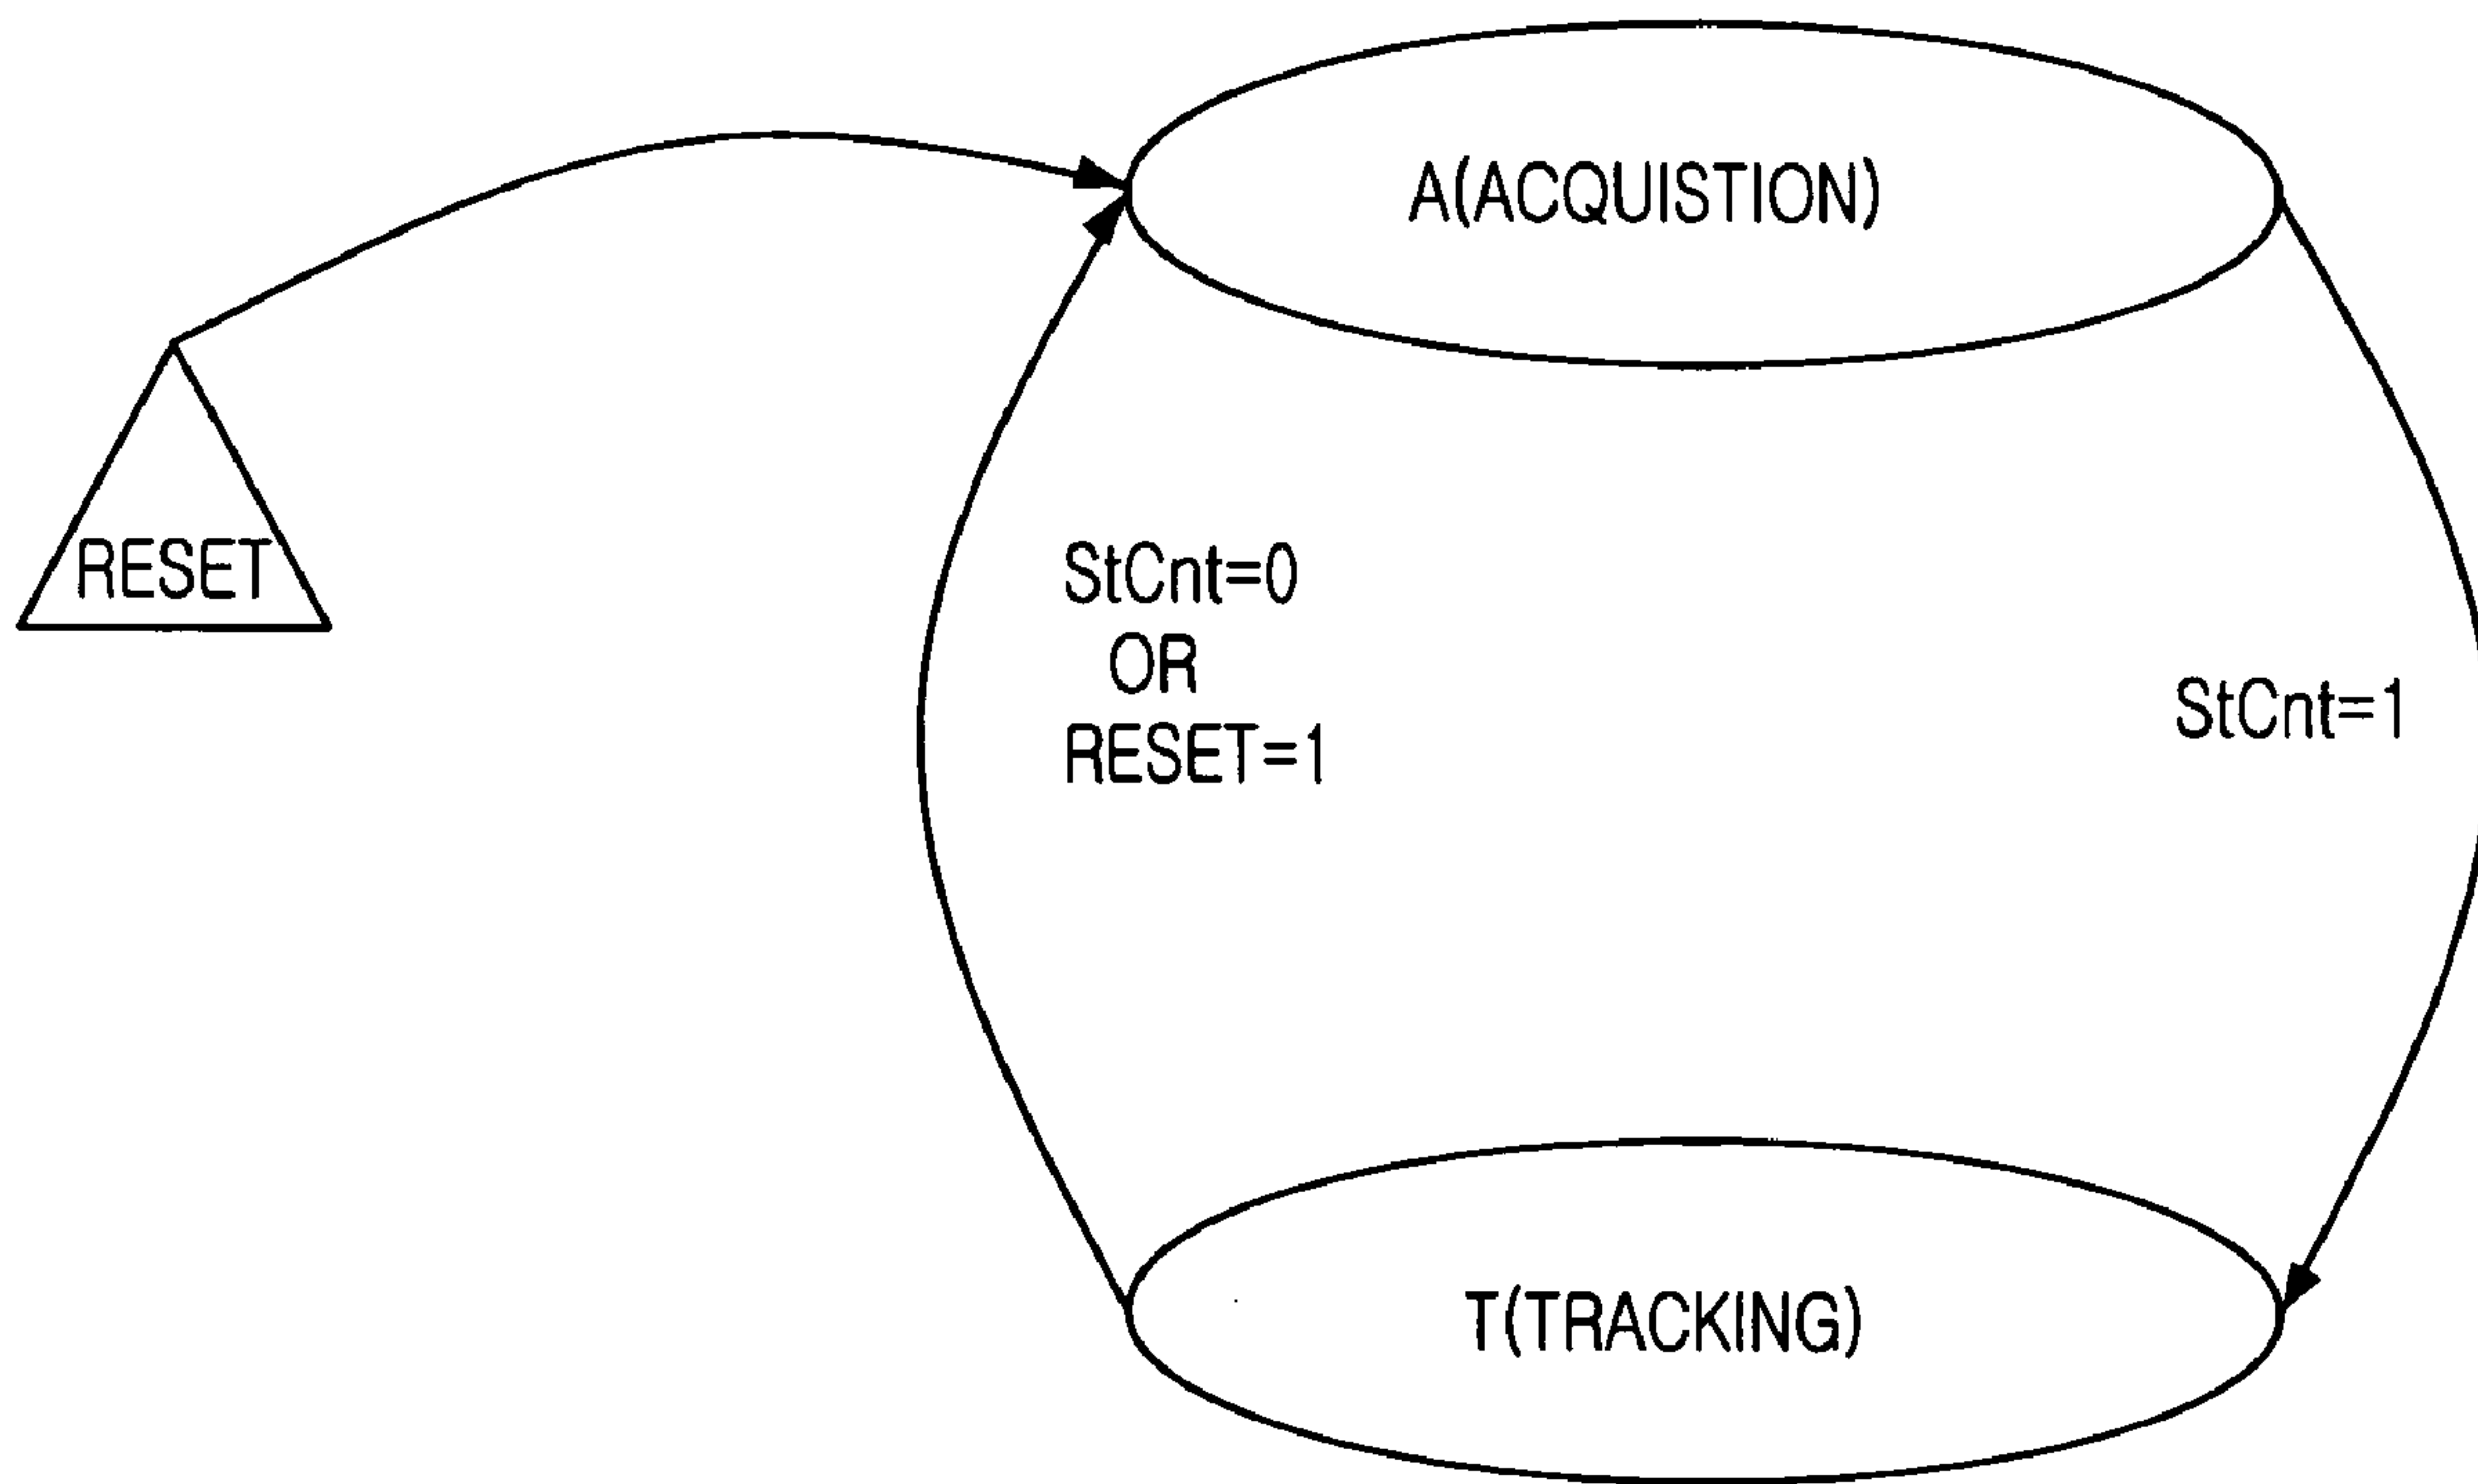 A(ACQUISTION)
RESET
StCnt=0
OR
RESET=1
StCnt=1
T(TRACKING)